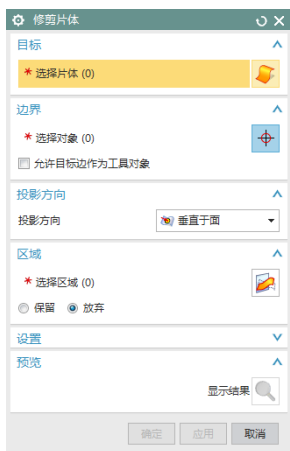 修剪片体
目标
* 选择片体 (0)
边界
* 选择对象 (0)
允许目标边作为工具对象
投影方向
投影方向 垂直于面
区域
* 选择区域 (0)
保留 放弃
设置
预览
显示结果
确定 应用 取消